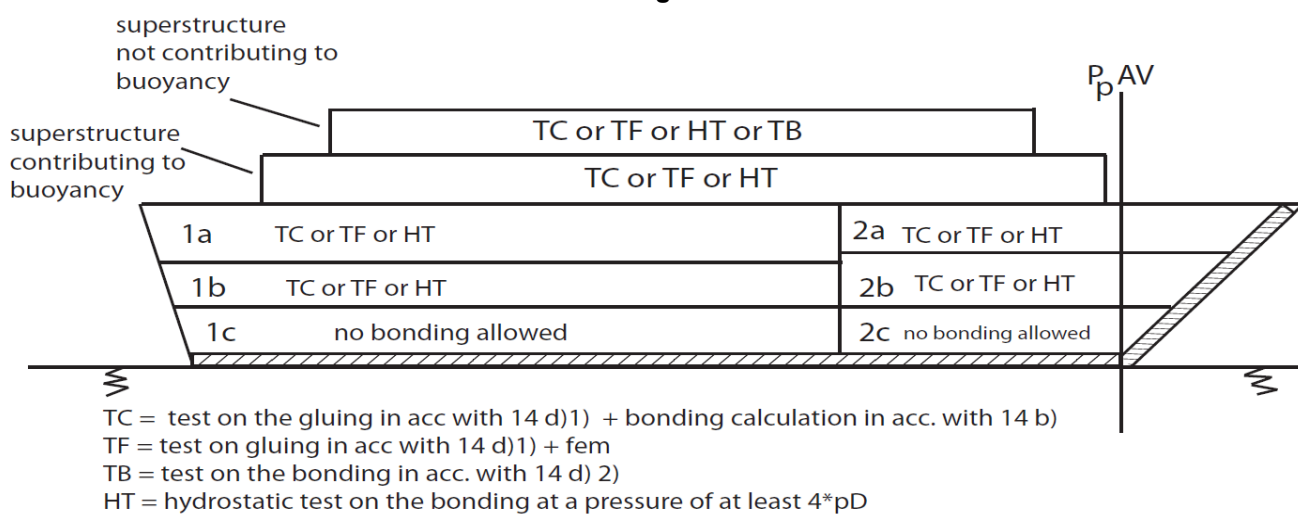 superstructure
not contributing to
buoyancy
PpAV
superstructure
contributing to
buoyancy
TC or TF or HT or TB
TC or TF or HT
1a TC or TF or HT
2a TC or TF or HT
1b TC or TF or HT
2b TC or TF or HT
1c no bonding allowed
2c no bonding allowed
TC = test on the gluing in acc with 14 d)1) + bonding calculation in acc. with 14 b)
TF = test on gluing in acc with 14 d)1) + fem
TB = test on the bonding in acc. with 14 d) 2)
HT = hydrostatic test on the bonding at a pressure of at least 4*pD